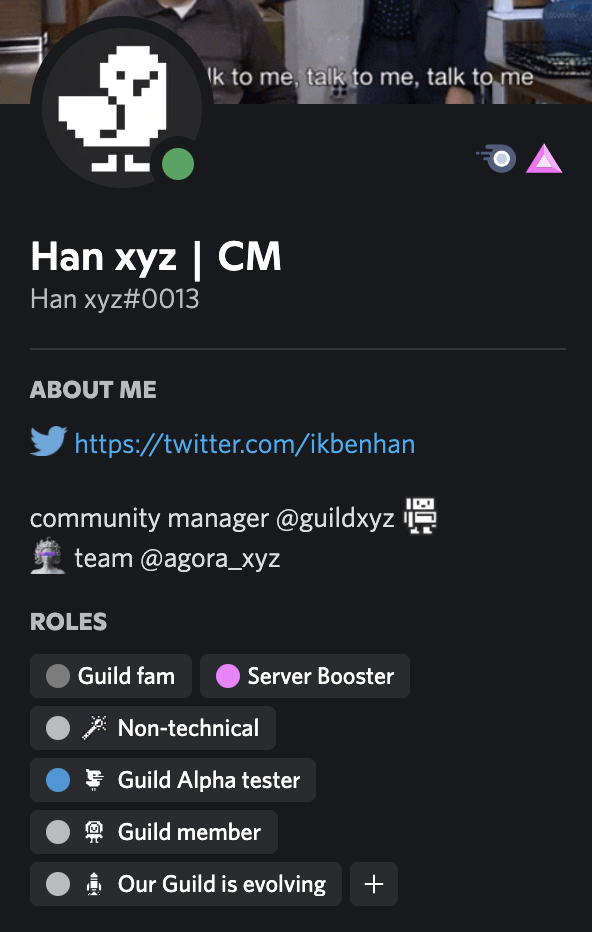 lk to me, talk to me, talk to me
Han xyz | CM
Han xyz#0013
ABOUT ME
https://twitter.com/ikbenhan
community manager @guildxyz
team @agora_xyz
ROLES
Guild fam Server Booster
Non-technical
Guild Alpha tester
Guild member
Our Guild is evolving +